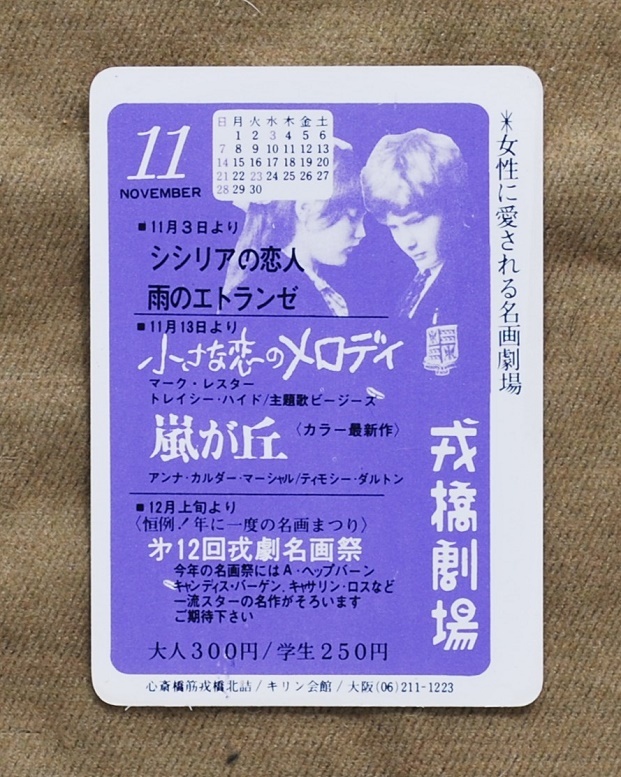 11
NOVEMBER
日 月 火 水 木 金 土
1 2 3 4 5 6
7 8 9 10 11 12 13
14 15 16 17 18 19 20
21 22 23 24 25 26 27
28 29 30
✳女性に愛される名画劇場
■11月3日より
シシリアの恋人
雨のエトランゼ
■11月13日より
小さな恋のメロディ
マーク・レスター
トレイシー・ハイド/主題歌ビージーズ
嵐が丘〈カラー最新作〉
アンナ・カルダー・マーシャル/ティモシー・ダルトン
■12月上旬より
〈恒例！年に一度の名画まつり〉
第12回戎劇名画祭
今年の名画祭にはA・ヘップバーン
キャンディス・バーゲン、キャサリン・ロスなど
一流スターの名作がそろいます
ご期待下さい
大人300円/学生250円
戎橋劇場
心斎橋筋戎橋北詰/キリン会館/大阪(06)211-1223